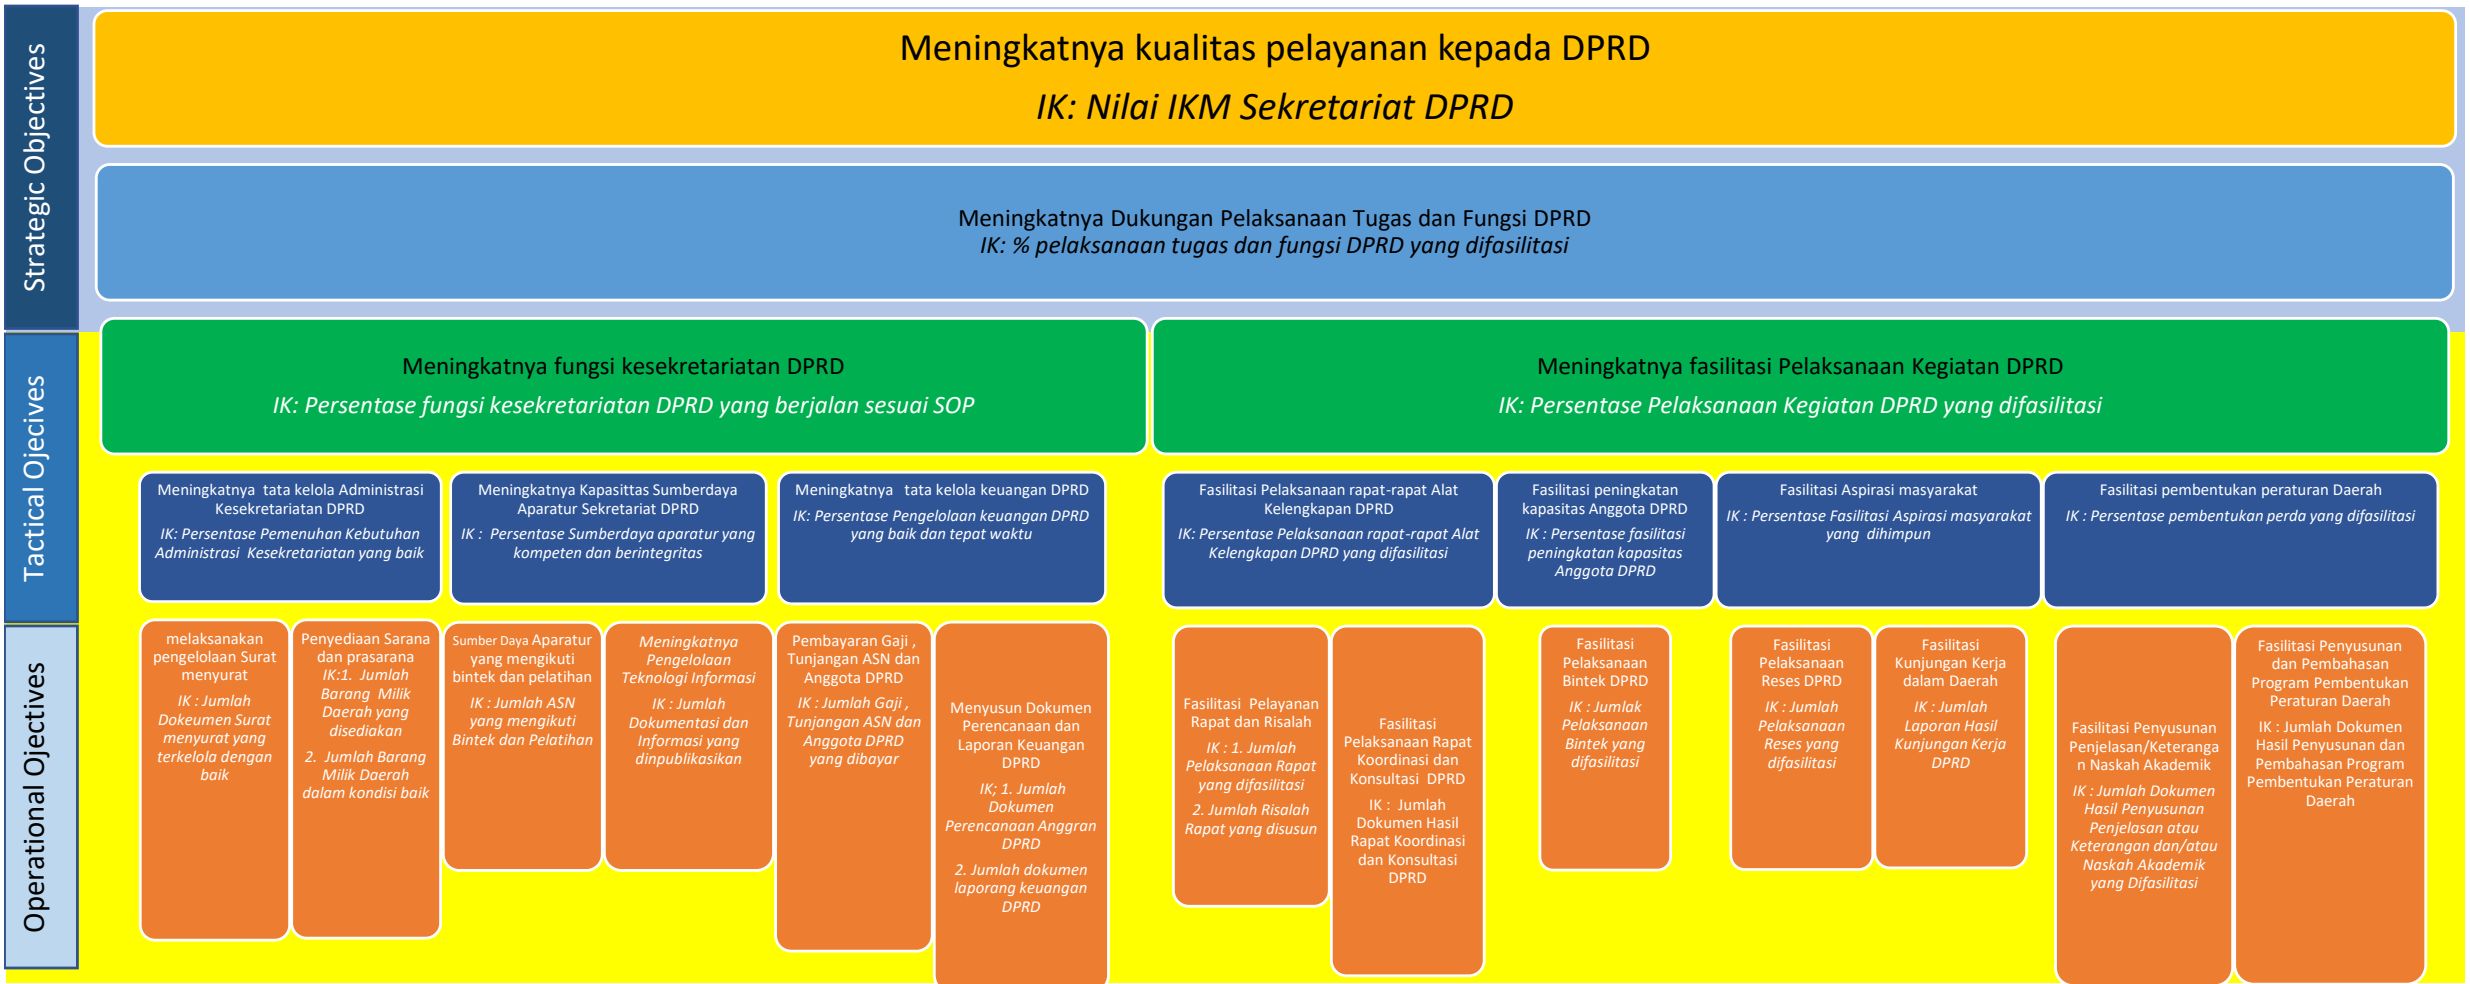 Strategic Objectives
Meningkatnya kualitas pelayanan kepada DPRD
IK: Nilai IKM Sekretariat DPRD
Meningkatnya Dukungan Pelaksanaan Tugas dan Fungsi DPRD
IK: % pelaksanaan tugas dan fungsi DPRD yang difasilitasi
Tactical Ojecives
Meningkatnya fungsi kesekretariatan DPRD
IK: Persentase fungsi kesekretariatan DPRD yang berjalan sesuai SOP
Meningkatnya fasilitasi Pelaksanaan Kegiatan DPRD
IK: Persentase Pelaksanaan Kegiatan DPRD yang difasilitasi
Meningkatnya tata kelola Administrasi
Kesekretariatan DPRD
IK: Persentase Pemenuhan Kebutuhan
Administrasi Kesekretariatan yang baik
Meningkatnya Kapasittas Sumberdaya
Aparatur Sekretariat DPRD
IK : Persentase Sumberdaya aparatur yang
kompeten dan berintegritas
Meningkatnya tata kelola keuangan DPRD
IK: Persentase Pengelolaan keuangan DPRD
yang baik dan tepat waktu
Fasilitasi Pelaksanaan rapat-rapat Alat
Kelengkapan DPRD
IK: Persentase Pelaksanaan rapat-rapat Alat
Kelengkapan DPRD yang difasilitasi
Fasilitasi peningkatan
kapasitas Anggota DPRD
IK : Persentase fasilitasi
peningkatan kapasitas
Anggota DPRD
Fasilitasi Aspirasi masyarakat
IK : Persentase Fasilitasi Aspirasi masyarakat
yang dihimpun
Fasilitasi pembentukan peraturan Daerah
IK : Persentase pembentukan perda yang difasilitasi
Operational Ojectives
melaksanakan
pengelolaan Surat
menyurat
IK : Jumlah
Dokeumen Surat
menyurat yang
terkelola dengan
baik
Penyediaan Sarana
dan prasarana
IK:1. Jumlah
Barang Milik
Daerah yang
disediakan
2. Jumlah Barang
Milik Daerah
dalam kondisi baik
Sumber Daya Aparatur
yang mengikuti
bintek dan pelatihan
IK : Jumlah ASN
yang mengikuti
Bintek dan Pelatihan
Meningkatnya
Pengelolaan
Teknologi Informasi
IK : Jumlah
Dokumentasi dan
Informasi yang
dinpublikasikan
Pembayaran Gaji ,
Tunjangan ASN dan
Anggota DPRD
IK : Jumlah Gaji ,
Tunjangan ASN dan
Anggota DPRD
yang dibayar
Menyusun Dokumen
Perencanaan dan
Laporan Keuangan
DPRD
IK; 1. Jumlah
Dokumen
Perencanaan Anggran
DPRD
2. Jumlah dokumen
laporang keuangan
DPRD
Fasilitasi Pelayanan
Rapat dan Risalah
IK : 1. Jumlah
Pelaksanaan Rapat
yang difasilitasi
2. Jumlah Risalah
Rapat yang disusun
Fasilitasi
Pelaksanaan Rapat
Koordinasi dan
Konsultasi DPRD
IK : Jumlah
Dokumen Hasil
Rapat Koordinasi
dan Konsultasi
DPRD
Fasilitasi
Pelaksanaan
Bintek DPRD
IK : Jumlak
Pelaksanaan
Bintek yang
difasilitasi
Fasilitasi
Pelaksanaan
Reses DPRD
IK : Jumlah
Pelaksanaan
Reses yang
difasilitasi
Fasilitasi
Kunjungan Kerja
dalam Daerah
IK : Jumlah
Laporan Hasil
Kunjungan Kerja
DPRD
Fasilitasi Penyusunan
Penjelasan/Keteranga
n Naskah Akademik
IK : Jumlah Dokumen
Hasil Penyusunan
Penjelasan atau
Keterangan dan/atau
Naskah Akademik
yang Difasilitasi
Fasilitasi Penyusunan
dan Pembahasan
Program Pembentukan
Peraturan Daerah
IK : Jumlah Dokumen
Hasil Penyusunan dan
Pembahasan Program
Pembentukan Peraturan
Daerah